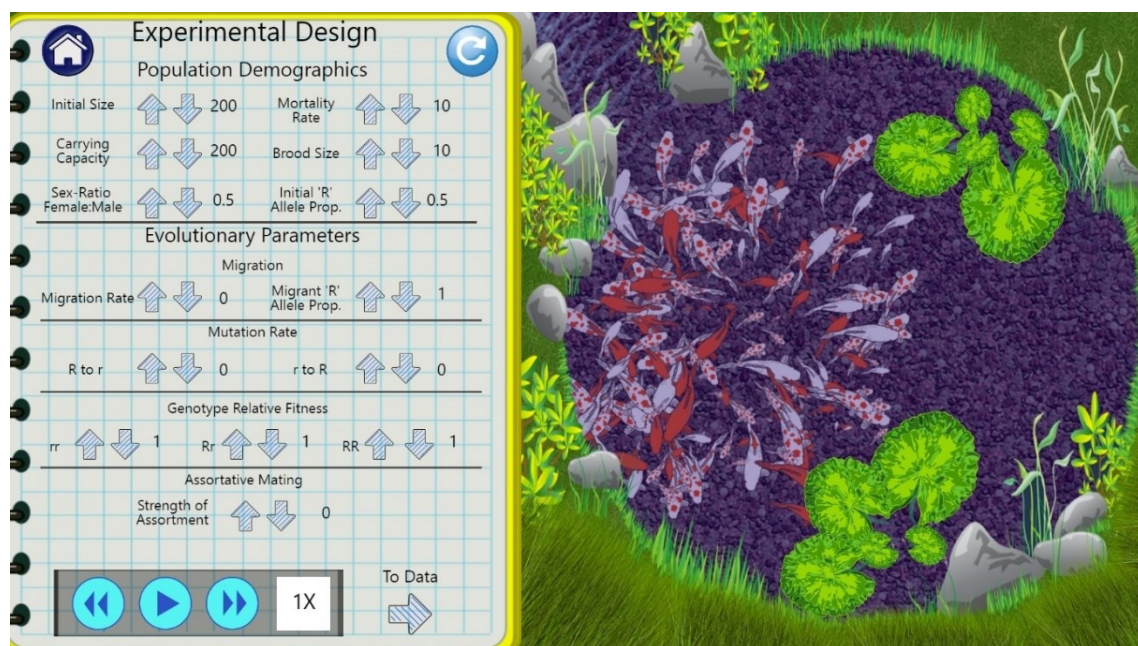 Experimental Design
Population Demographics
Initial Size 200 Mortality Rate 10
Carrying Capacity 200 Brood Size 10
Sex-Ratio Female:Male 0.5 Initial 'R' Allele Prop. 0.5
Evolutionary Parameters
Migration
Migration Rate 0 Migrant 'R' Allele Prop. 1
Mutation Rate
R to r 0 r to R 0
Genotype Relative Fitness
rr 1 Rr 1 RR 1
Assortative Mating
Strength of Assortment 0
To Data
1X